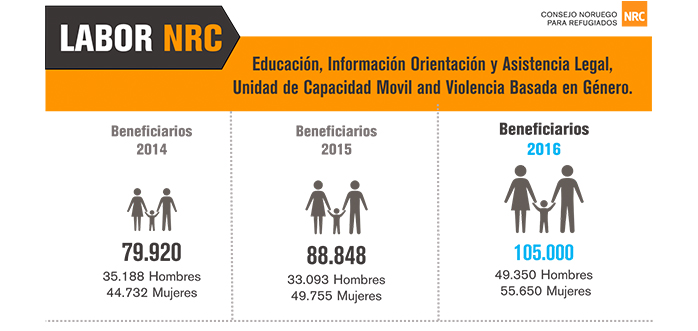 CONSEJO NORUEGO
PARA REFUGIADOS
NRC
LABOR NRC
Educación, Información Orientación y Asistencia Legal,
Unidad de Capacidad Movil and Violencia Basada en Género.
Beneficiarios
2014
79.920
35.188 Hombres
44.732 Mujeres
Beneficiarios
2015
88.848
33.093 Hombres
49.755 Mujeres
Beneficiarios
2016
105.000
49.350 Hombres
55.650 Mujeres